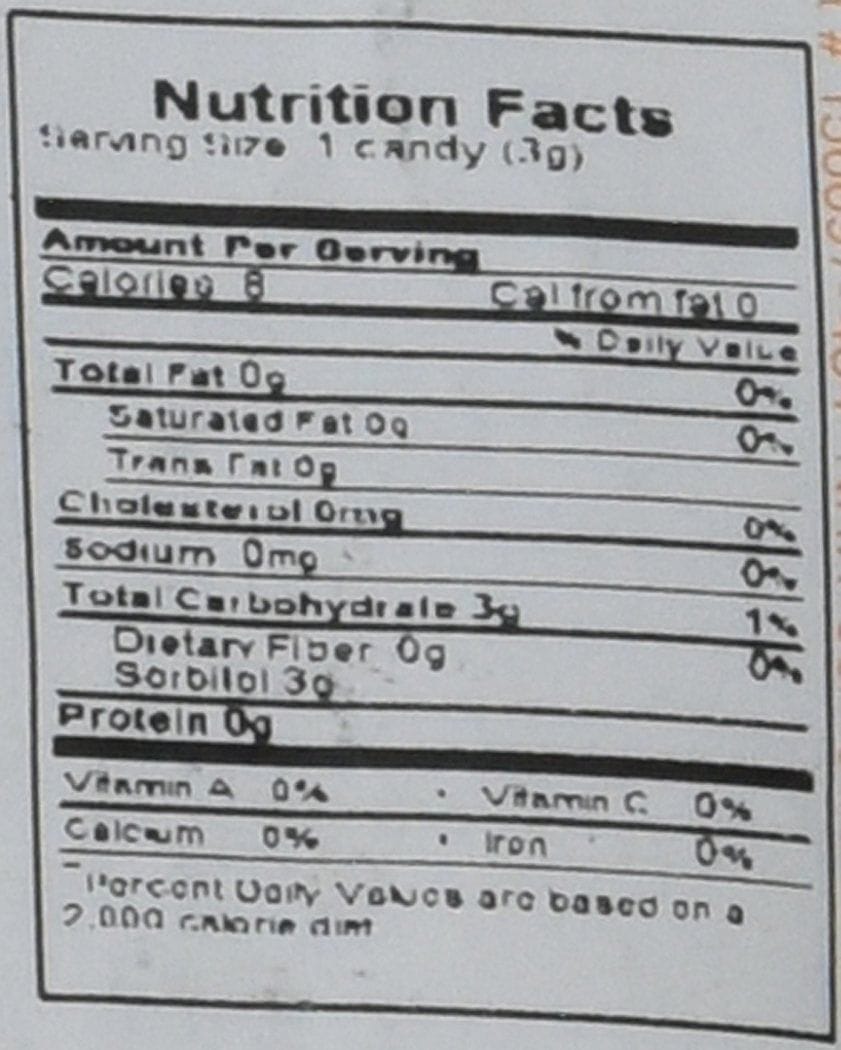 Nutrition Facts
Serving Size 1 candy (3g)
Amount Per Serving
Calories 8 Cal from fat 0
% Daily Value
Total Fat 0g 0%
Saturated Fat 0g 0%
Trans Fat 0g
Cholesterol 0mg 0%
Sodium 0mg 0%
Total Carbohydrate 3g 1%
Dietary Fiber 0g 0%
Sorbitol 3g
Protein 0g
Vitamin A 0% · Vitamin C 0%
Calcium 0% · Iron 0%
Percent Daily Values are based on a
2,000 calorie diet